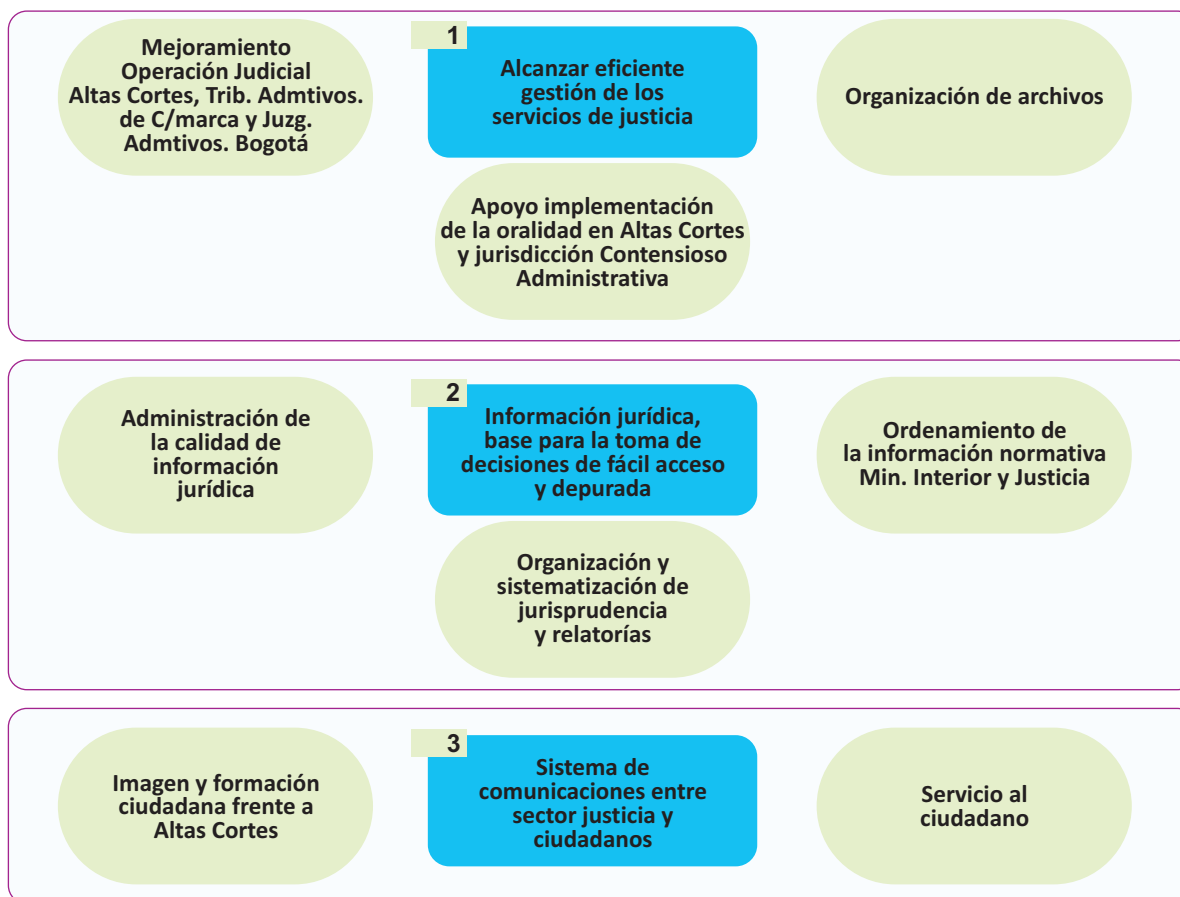 Mejoramiento
Operación Judicial
Altas Cortes, Trib. Admtivos.
de C/marca y Juzg.
Admtivos. Bogotá
1
Alcanzar eficiente
gestión de los
servicios de justicia
Organización de archivos
Apoyo implementación
de la oralidad en Altas Cortes
y jurisdicción Contensioso
Administrativa
Administración de
la calidad de
información
jurídica
2
Información jurídica,
base para la toma de
decisiones de fácil acceso
y depurada
Ordenamiento de
la información normativa
Min. Interior y Justicia
Organización y
sistematización de
jurisprudencia
y relatorías
Imagen y formación
ciudadana frente a
Altas Cortes
3
Sistema de
comunicaciones entre
sector justicia y
ciudadanos
Servicio al
ciudadano